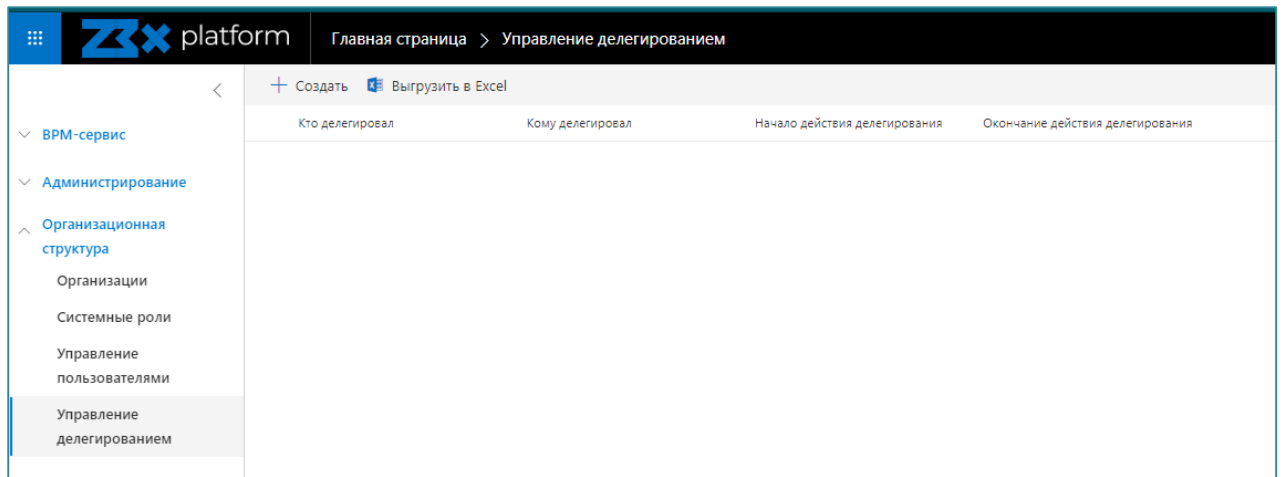 Z3X platform
Главная страница > Управление делегированием
+ Создать Выгрузить в Excel
Кто делегировал Кому делегировал Начало действия делегирования Окончание действия делегирования
BPM-сервис
Администрирование
Организационная
структура
Организации
Системные роли
Управление
пользователями
Управление
делегированием